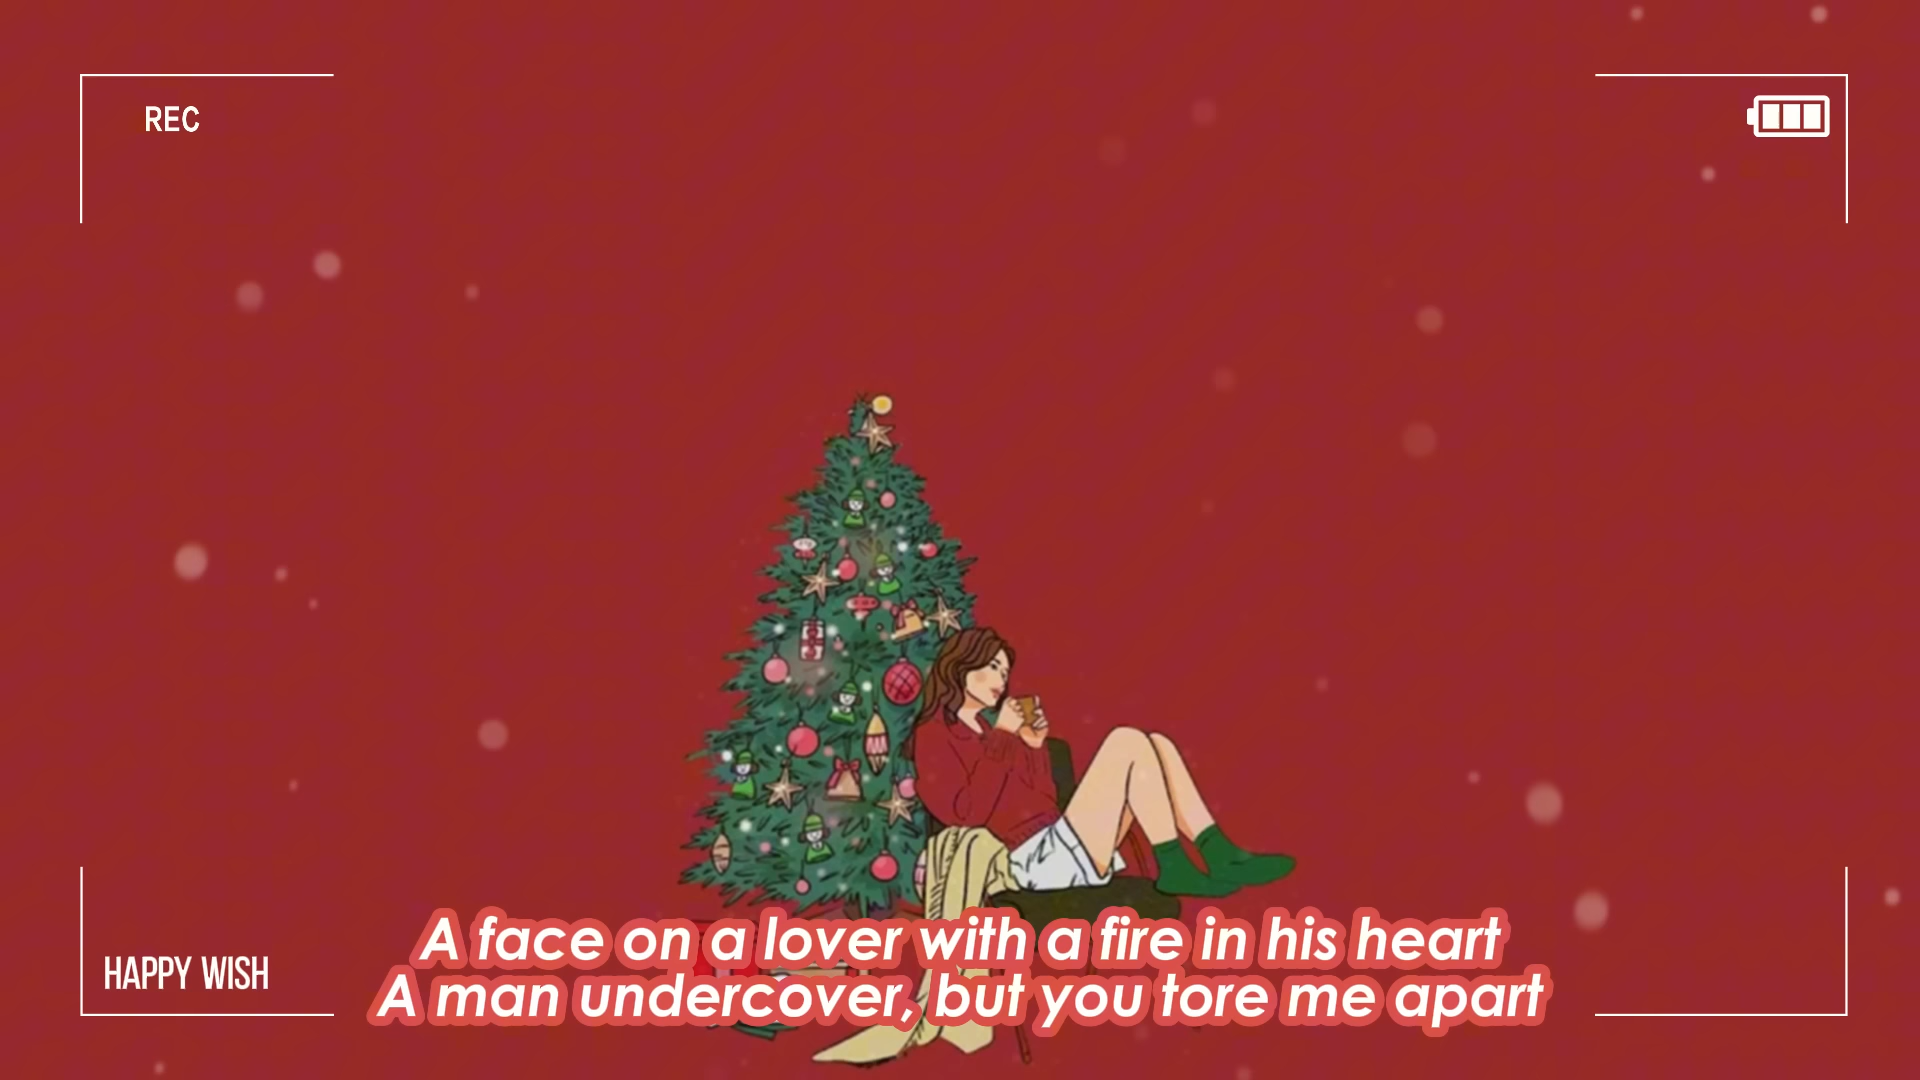 REC
A face on a lover with a fire in his heart
A man undercover, but you tore me apart
HAPPY WISH